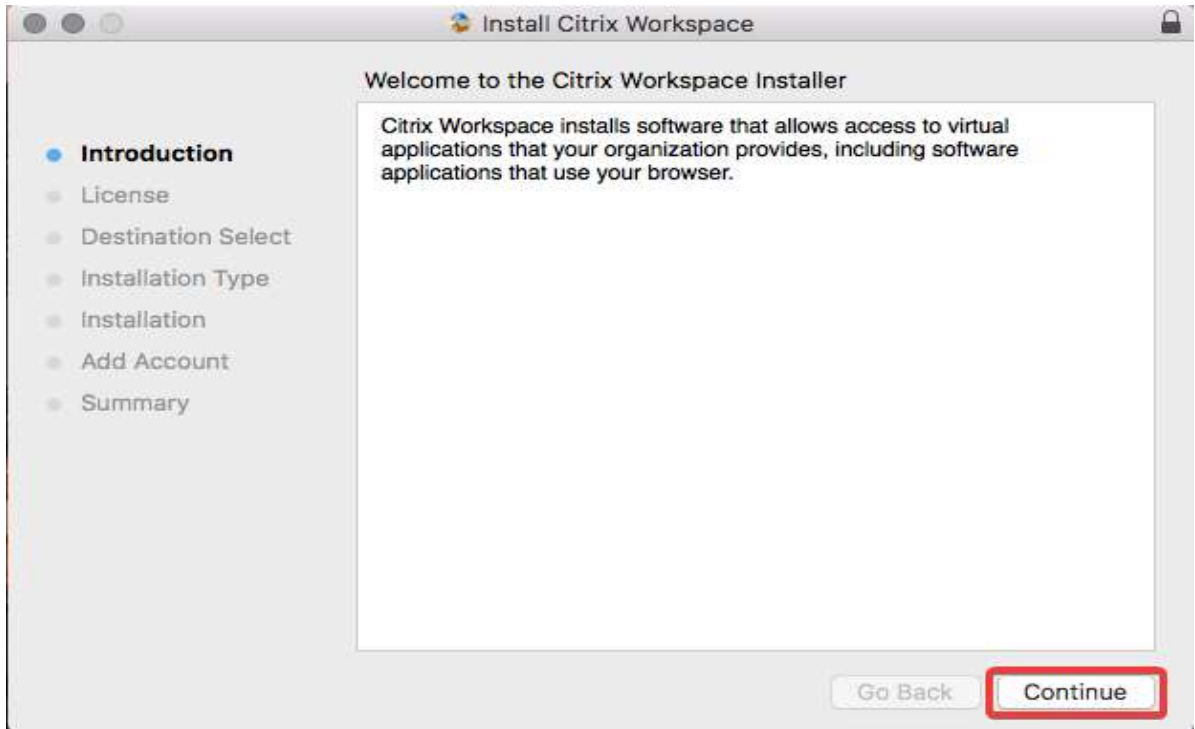 Install Citrix Workspace
Welcome to the Citrix Workspace Installer
Introduction
License
Destination Select
Installation Type
Installation
Add Account
Summary
Citrix Workspace installs software that allows access to virtual
applications that your organization provides, including software
applications that use your browser.
Go Back
Continue